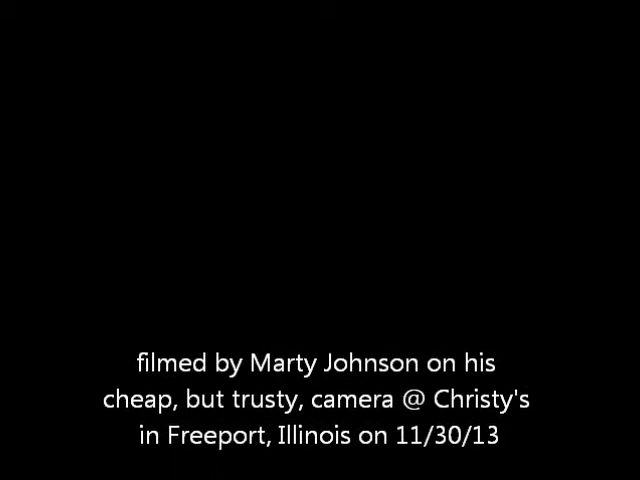 filmed by Marty Johnson on his
cheap, but trusty, camera @ Christy's
in Freeport, Illinois on 11/30/13